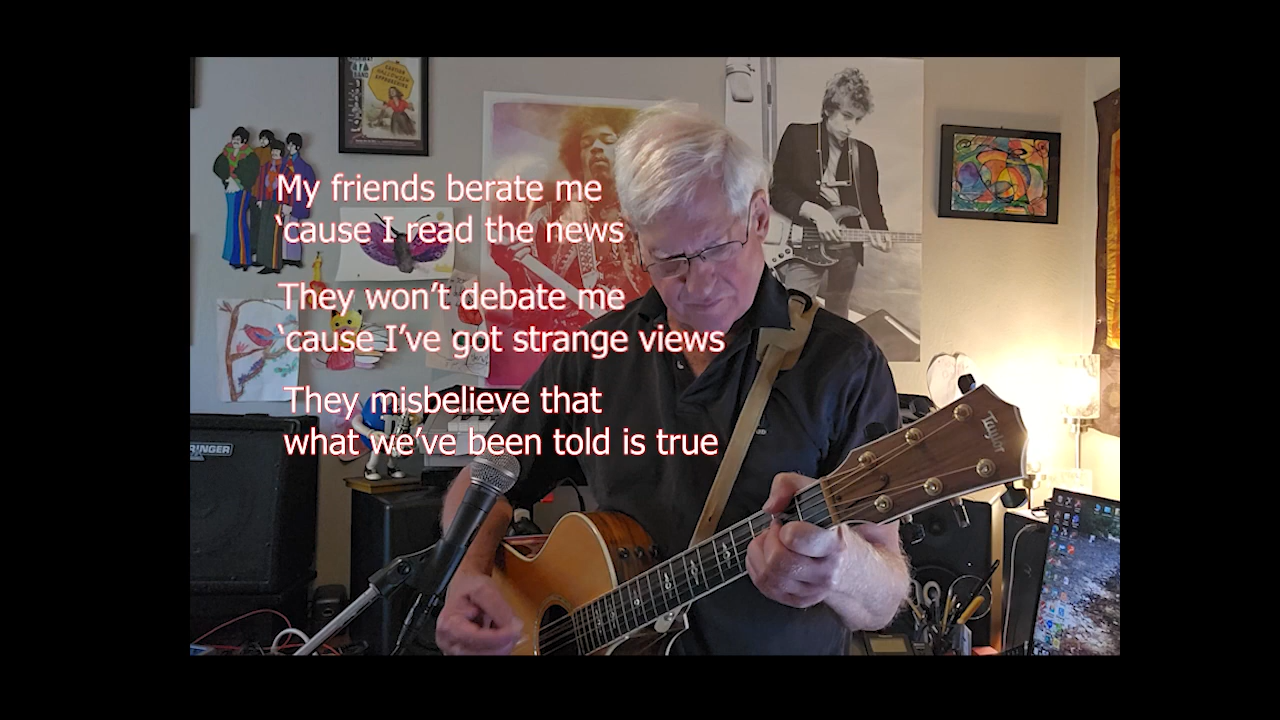 My friends berate me
‘cause I read the news
They won’t debate me
‘cause I’ve got strange views
They misbelieve that
what we’ve been told is true
Taylor